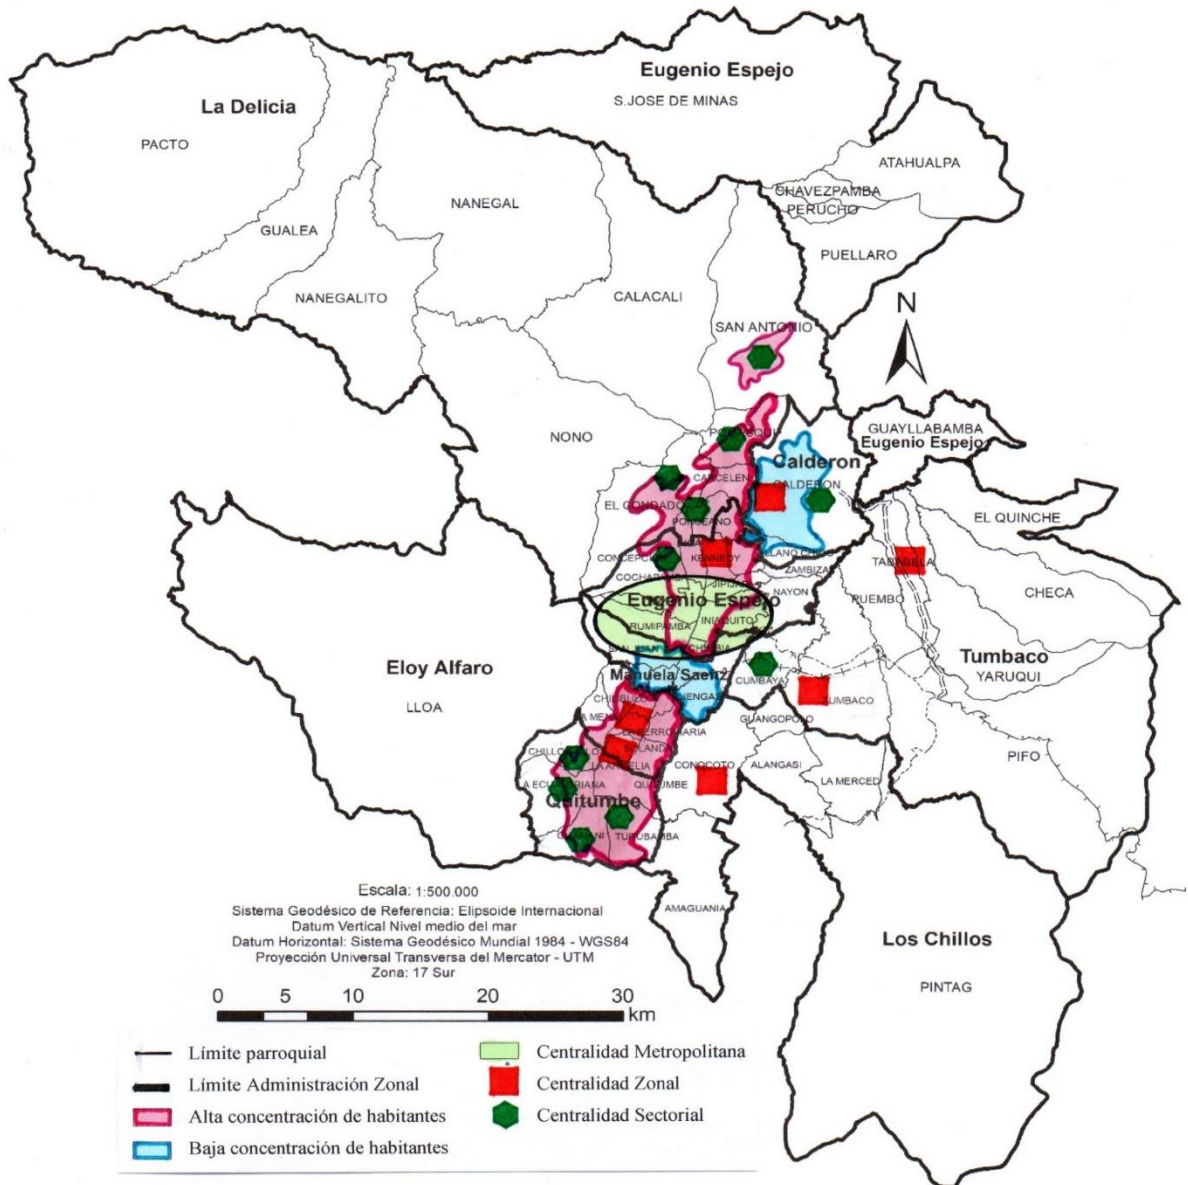 Eugenio Espejo
S.JOSE DE MINAS
La Delicia
PACTO
ATAHUALPA
CHAVEZPAMBA
PERUCHO
NANEGAL
GUALEA
PUELLARO
NANEGALITO
CALACALI
SAN ANTONIO
N
GUAYLLABAMBA
Eugenio Espejo
NONO
Calderon
CALDERON
CARCELEN
EL CONDADO
EL QUINCHE
KENNEDY
ZAMBIZA
TABABELA
NAYON
CHECA
PUEMBO
Eugenio Espejo
RUMIPAMBA
IÑAQUITO
Eloy Alfaro
LLOA
Manuela Saenz
CUMBAYA
Tumbaco
YARUQUI
TUMBACO
GUANGOPOLO
SOLANDA
CONOCOTO
ALANGASI
LA MERCED
PIFO
Quitumbe
QUITUMBE
TURUBAMBA
AMAGUANIA
Los Chillos
PINTAG
Escala: 1:500.000
Sistema Geodésico de Referencia: Elipsoide Internacional
Datum Vertical Nivel medio del mar
Datum Horizontal: Sistema Geodésico Mundial 1984 - WGS84
Proyección Universal Transversa del Mercator - UTM
Zona: 17 Sur
0 5 10 20 30 km
Límite parroquial
Límite Administración Zonal
Alta concentración de habitantes
Baja concentración de habitantes
Centralidad Metropolitana
Centralidad Zonal
Centralidad Sectorial